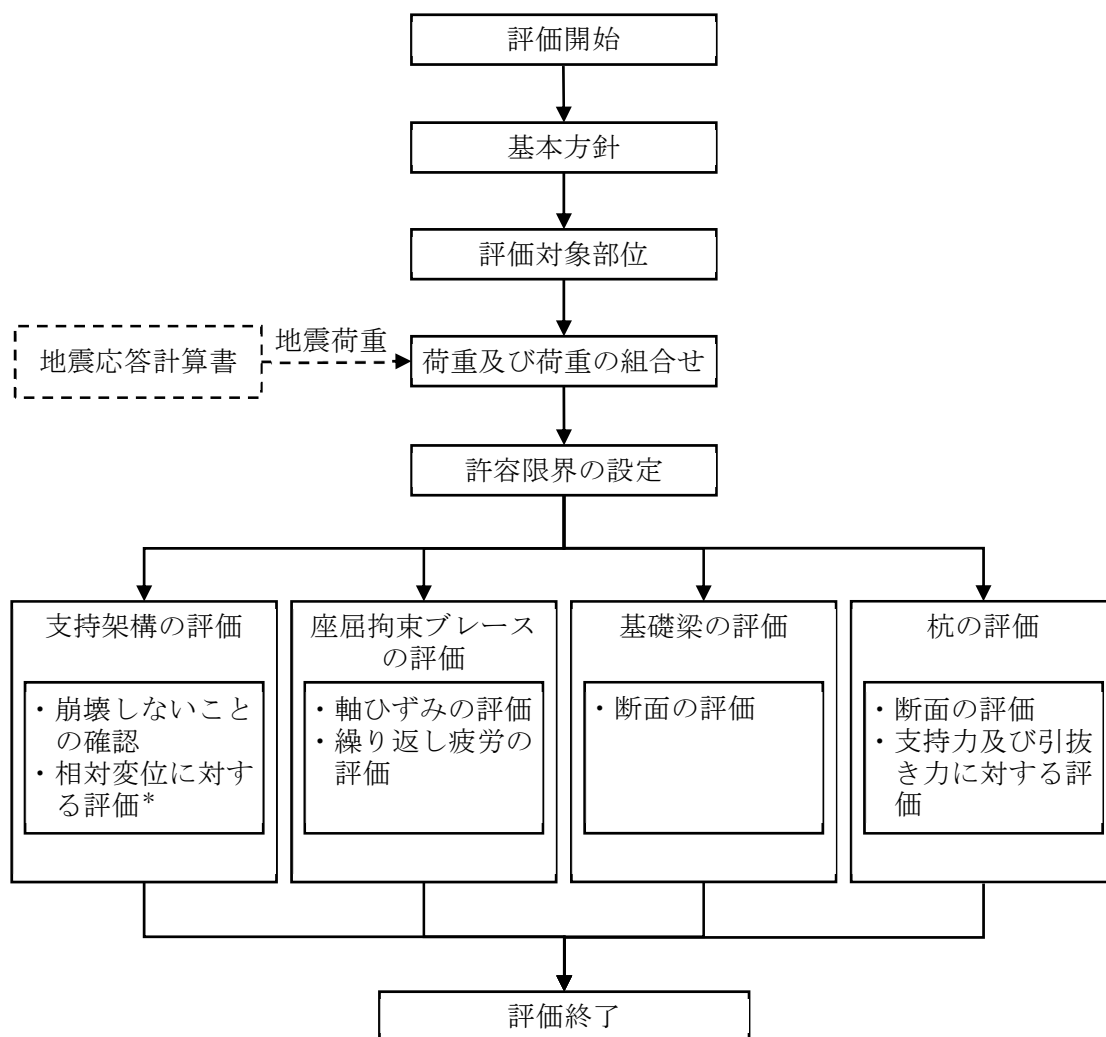 評価開始
基本方針
評価対象部位
地震荷重
地震応答計算書
荷重及び荷重の組合せ
許容限界の設定
支持架構の評価
・崩壊しないこと
の確認
・相対変位に対す
る評価*
座屈拘束ブレース
の評価
・軸ひずみの評価
・繰り返し疲労の
評価
基礎梁の評価
・断面の評価
杭の評価
・断面の評価
・支持力及び引抜
き力に対する評
価
評価終了